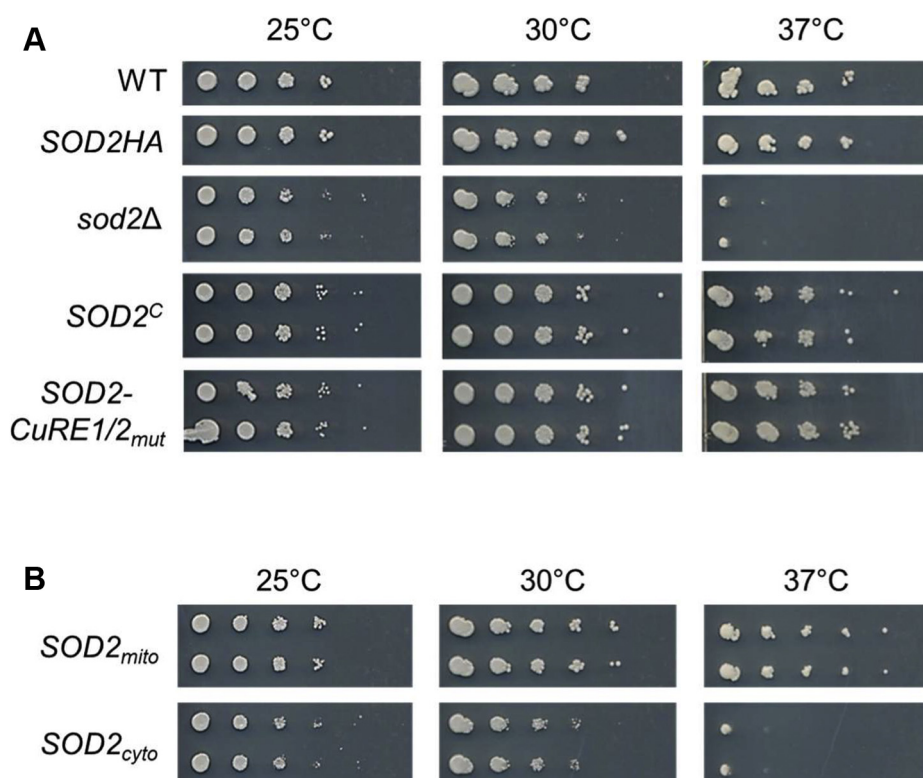 A
25°C 30°C 37°C
WT
SOD2HA
sod2Δ
SOD2ᶜ
SOD2-
CuRE1/2mut
B
25°C 30°C 37°C
SOD2mito
SOD2cyto